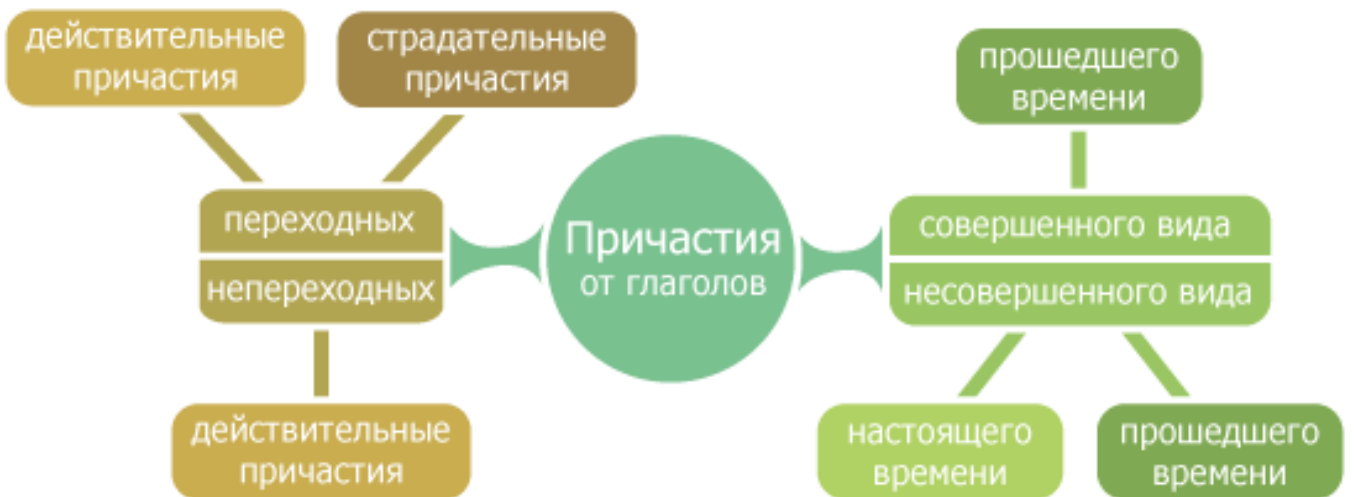 действительные
причастия
страдательные
причастия
прошедшего
времени
переходных
непереходных
Причастия
от глаголов
совершенного вида
несовершенного вида
действительные
причастия
настоящего
времени
прошедшего
времени